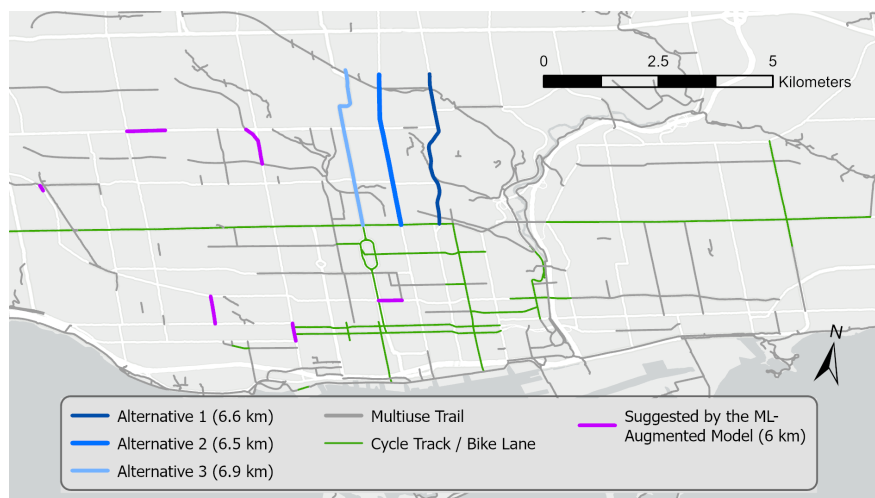 0 2.5 5
Kilometers
N
Alternative 1 (6.6 km)
Alternative 2 (6.5 km)
Alternative 3 (6.9 km)
Multiuse Trail
Cycle Track / Bike Lane
Suggested by the ML-
Augmented Model (6 km)